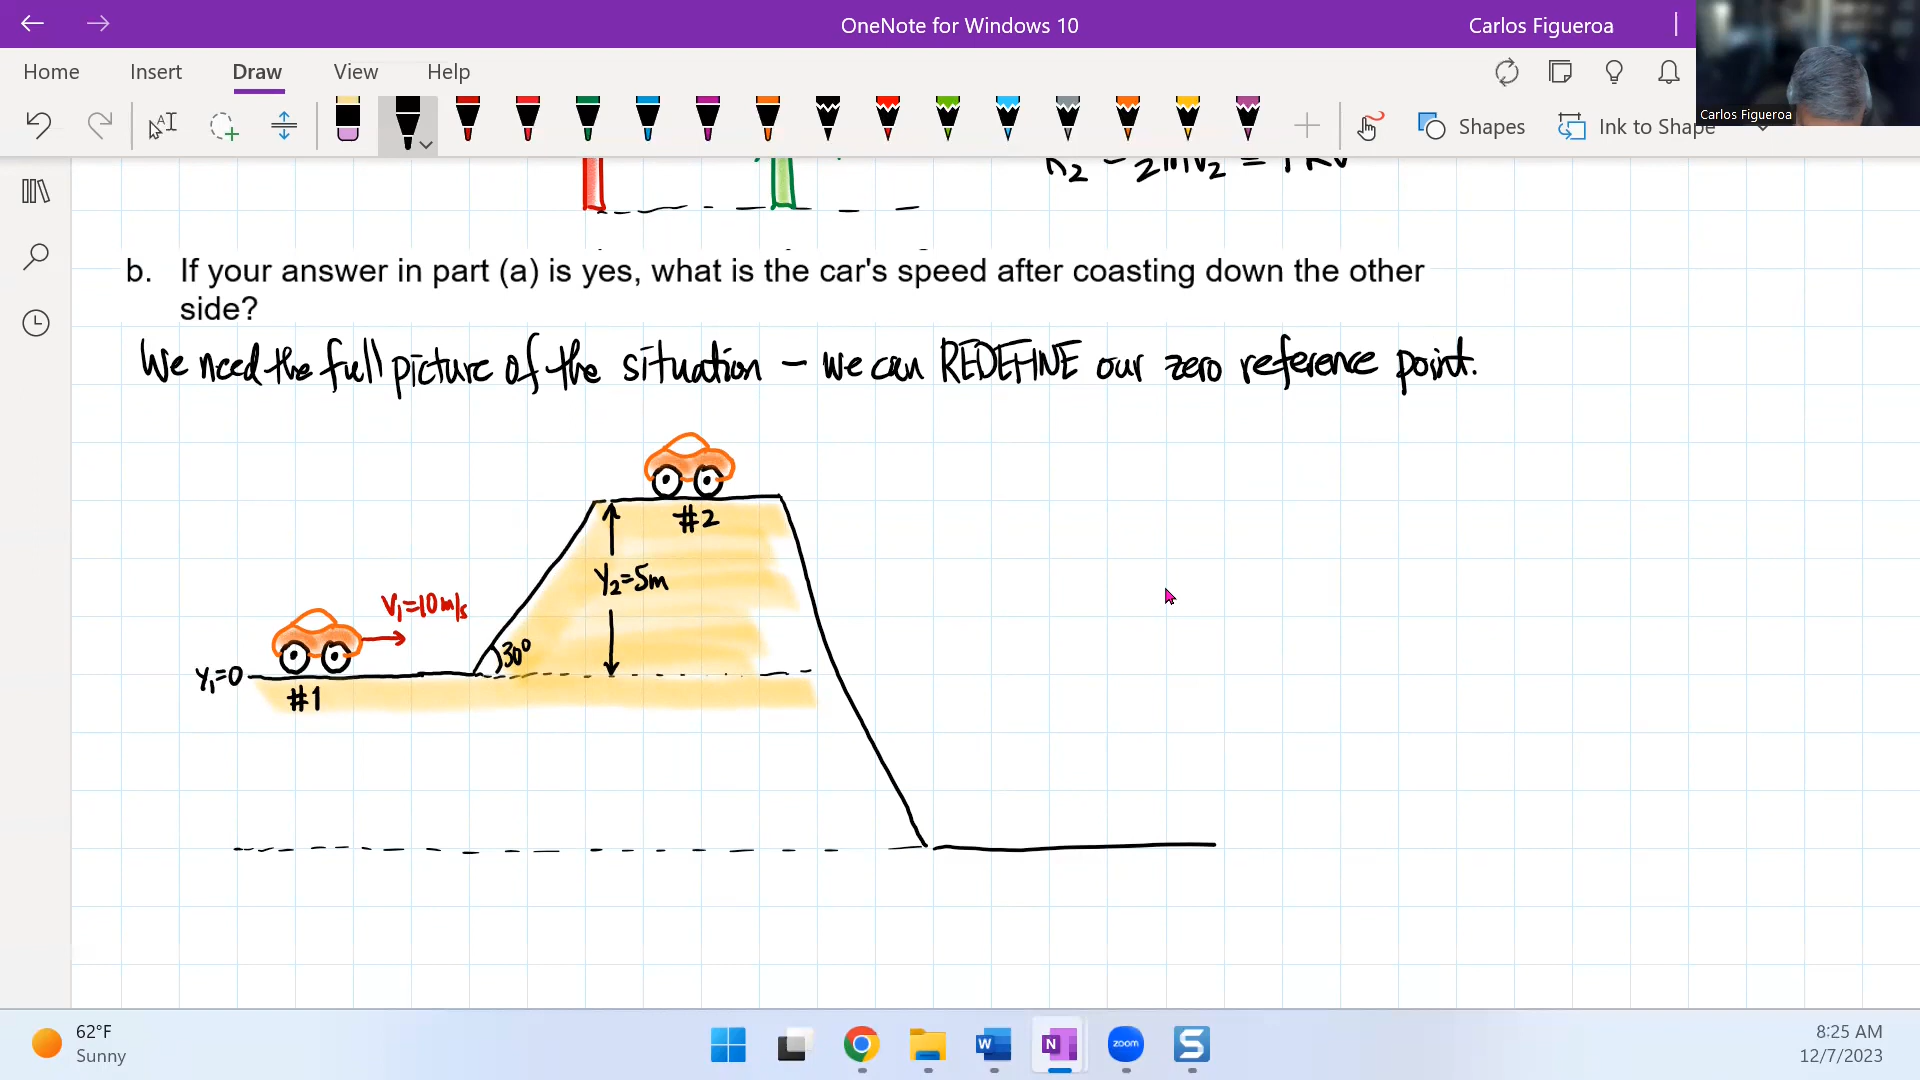 OneNote for Windows 10
Carlos Figueroa
Home Insert Draw View Help
Carlos Figueroa
Shapes
Ink to Shape
b. If your answer in part (a) is yes, what is the car's speed after coasting down the other
side?
We need the full picture of the situation – we can REDEFINE our zero reference point.
#2
Y₂=5m
V₁=10m/s
30°
Y₁=0
#1
62°F
Sunny
zoom
8:25 AM
12/7/2023